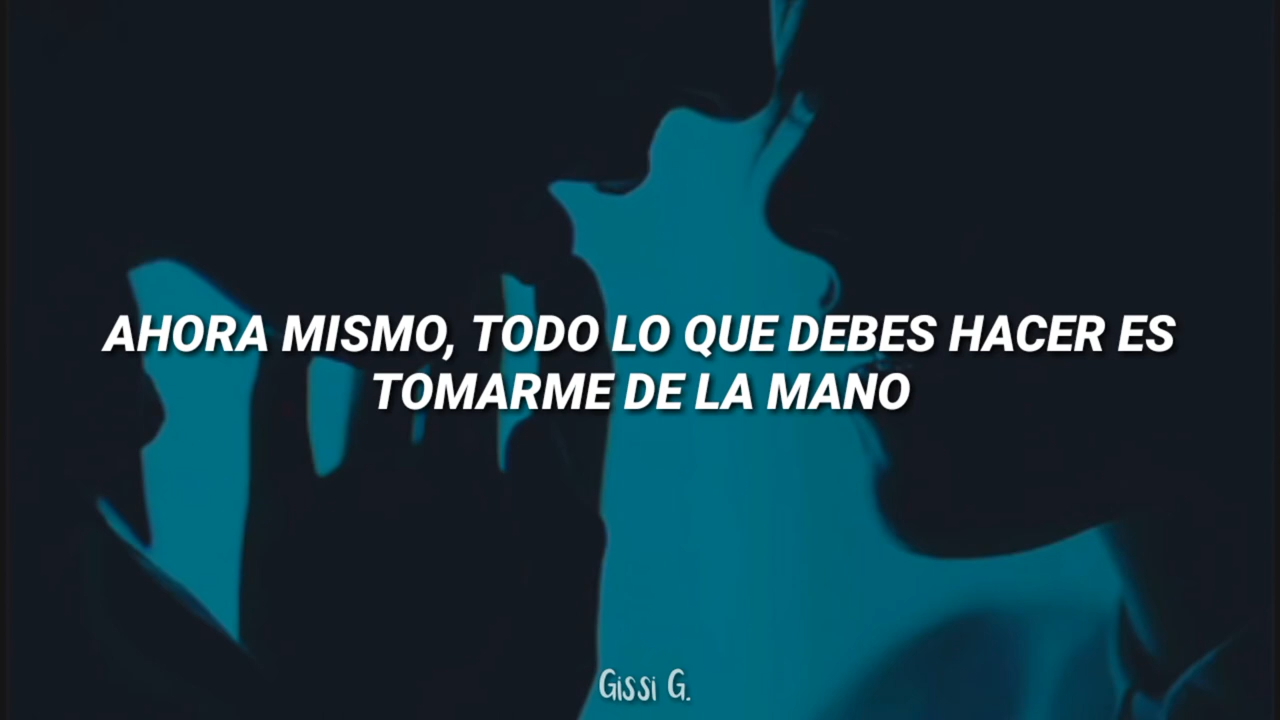 AHORA MISMO, TODO LO QUE DEBES HACER ES
TOMARME DE LA MANO
Gissi G.